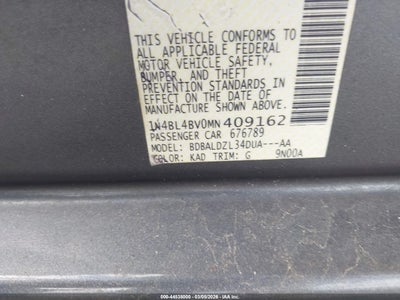 THIS VEHICLE CONFORMS TO
ALL APPLICABLE FEDERAL
MOTOR VEHICLE SAFETY,
BUMPER, AND THEFT
PREVENTION STANDARDS IN
EFFECT ON THE DATE OF
MANUFACTURE SHOWN ABOVE.
1N4BL4BV0MN409162
PASSENGER CAR 676789
MODEL: BDBALDZL34DUA---AA
COLOR: KAD TRIM: G 9N00A
000-44538000 - 03/09/2026 - IAA Inc.